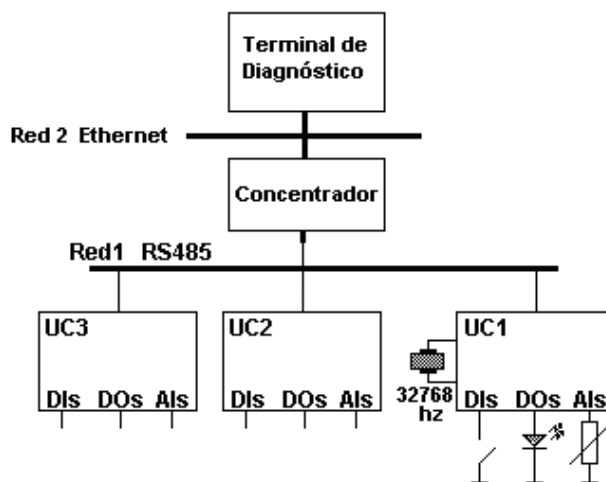 Terminal de
Diagnóstico
Red 2 Ethernet
Concentrador
Red1 RS485
UC3
UC2
UC1
32768
hz
DIs DOs AIs
DIs DOs AIs
DIs DOs AIs